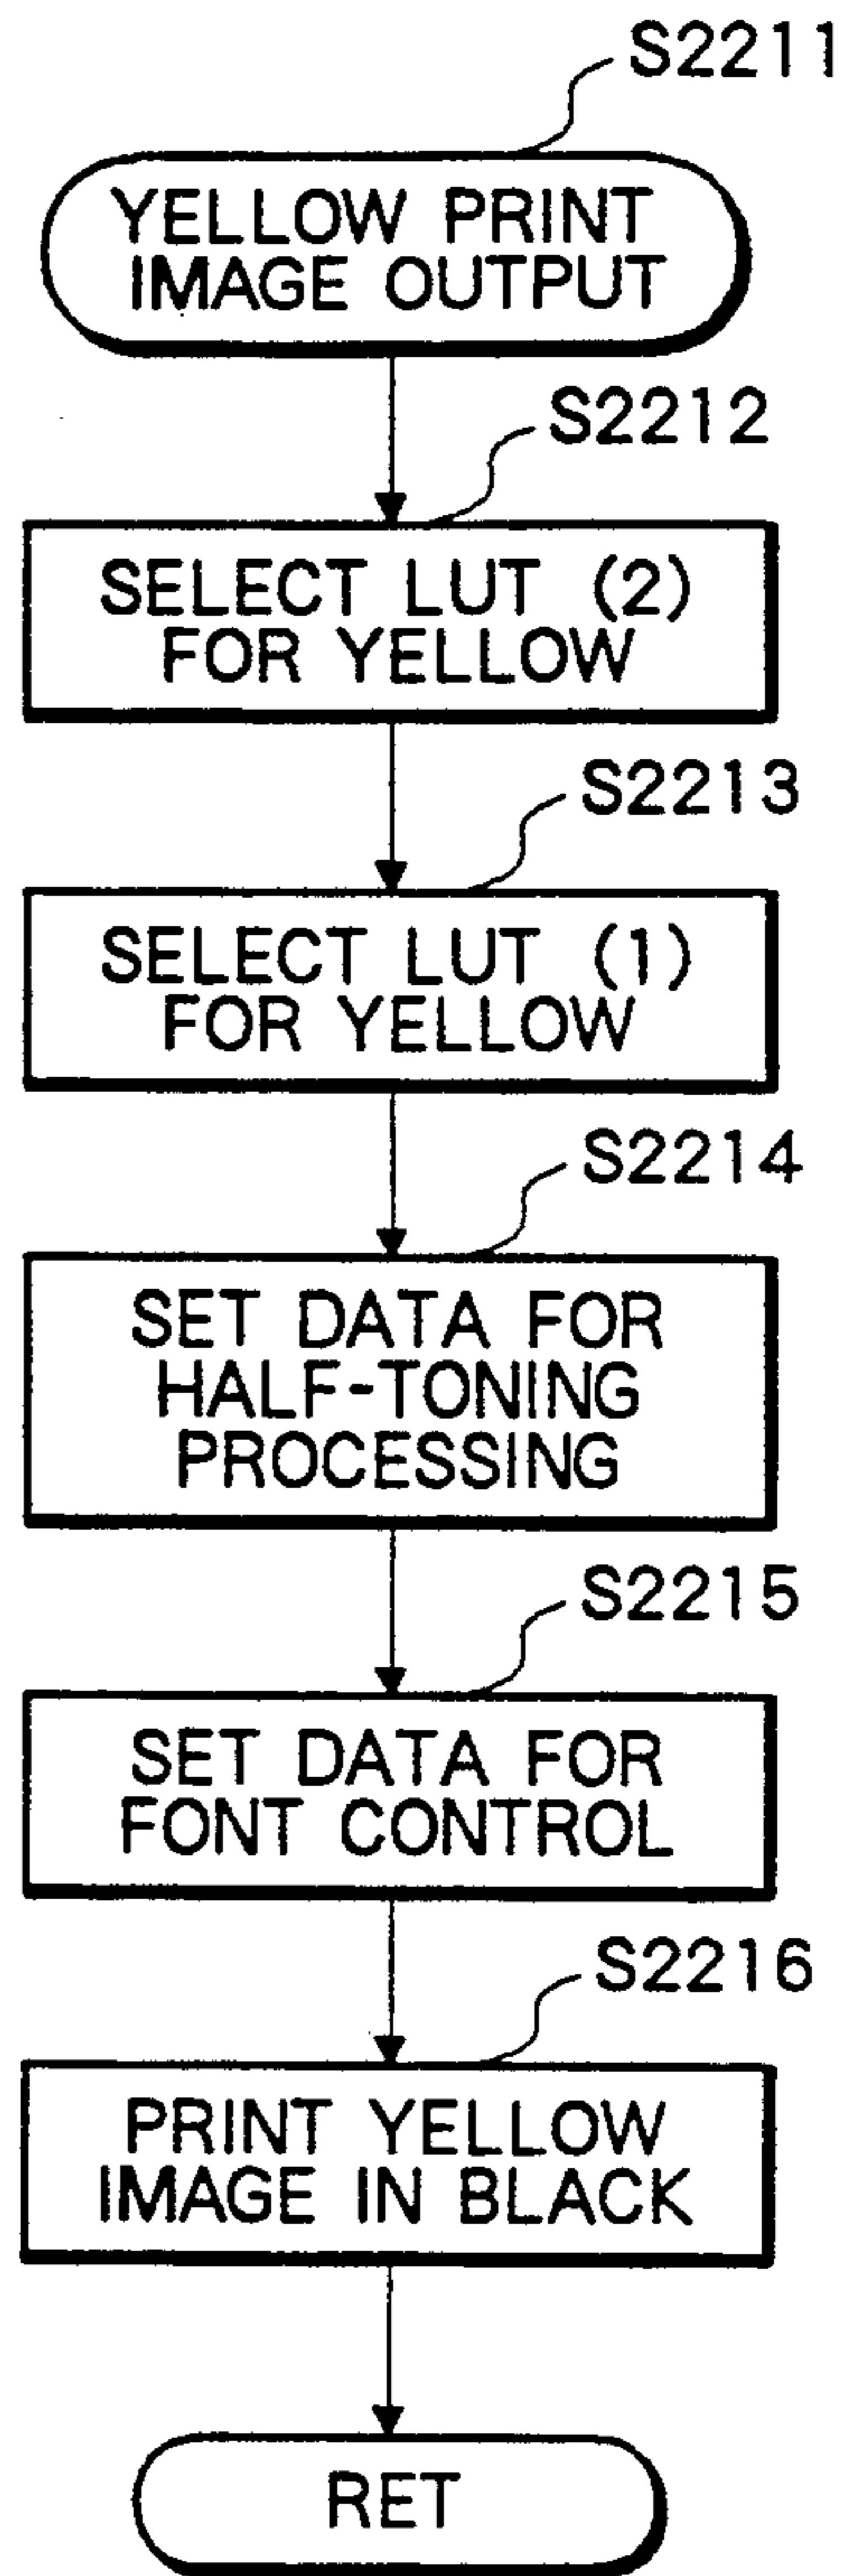 S2211
YELLOW PRINT
IMAGE OUTPUT
S2212
SELECT LUT (2)
FOR YELLOW
S2213
SELECT LUT (1)
FOR YELLOW
S2214
SET DATA FOR
HALF-TONING
PROCESSING
S2215
SET DATA FOR
FONT CONTROL
S2216
PRINT YELLOW
IMAGE IN BLACK
RET